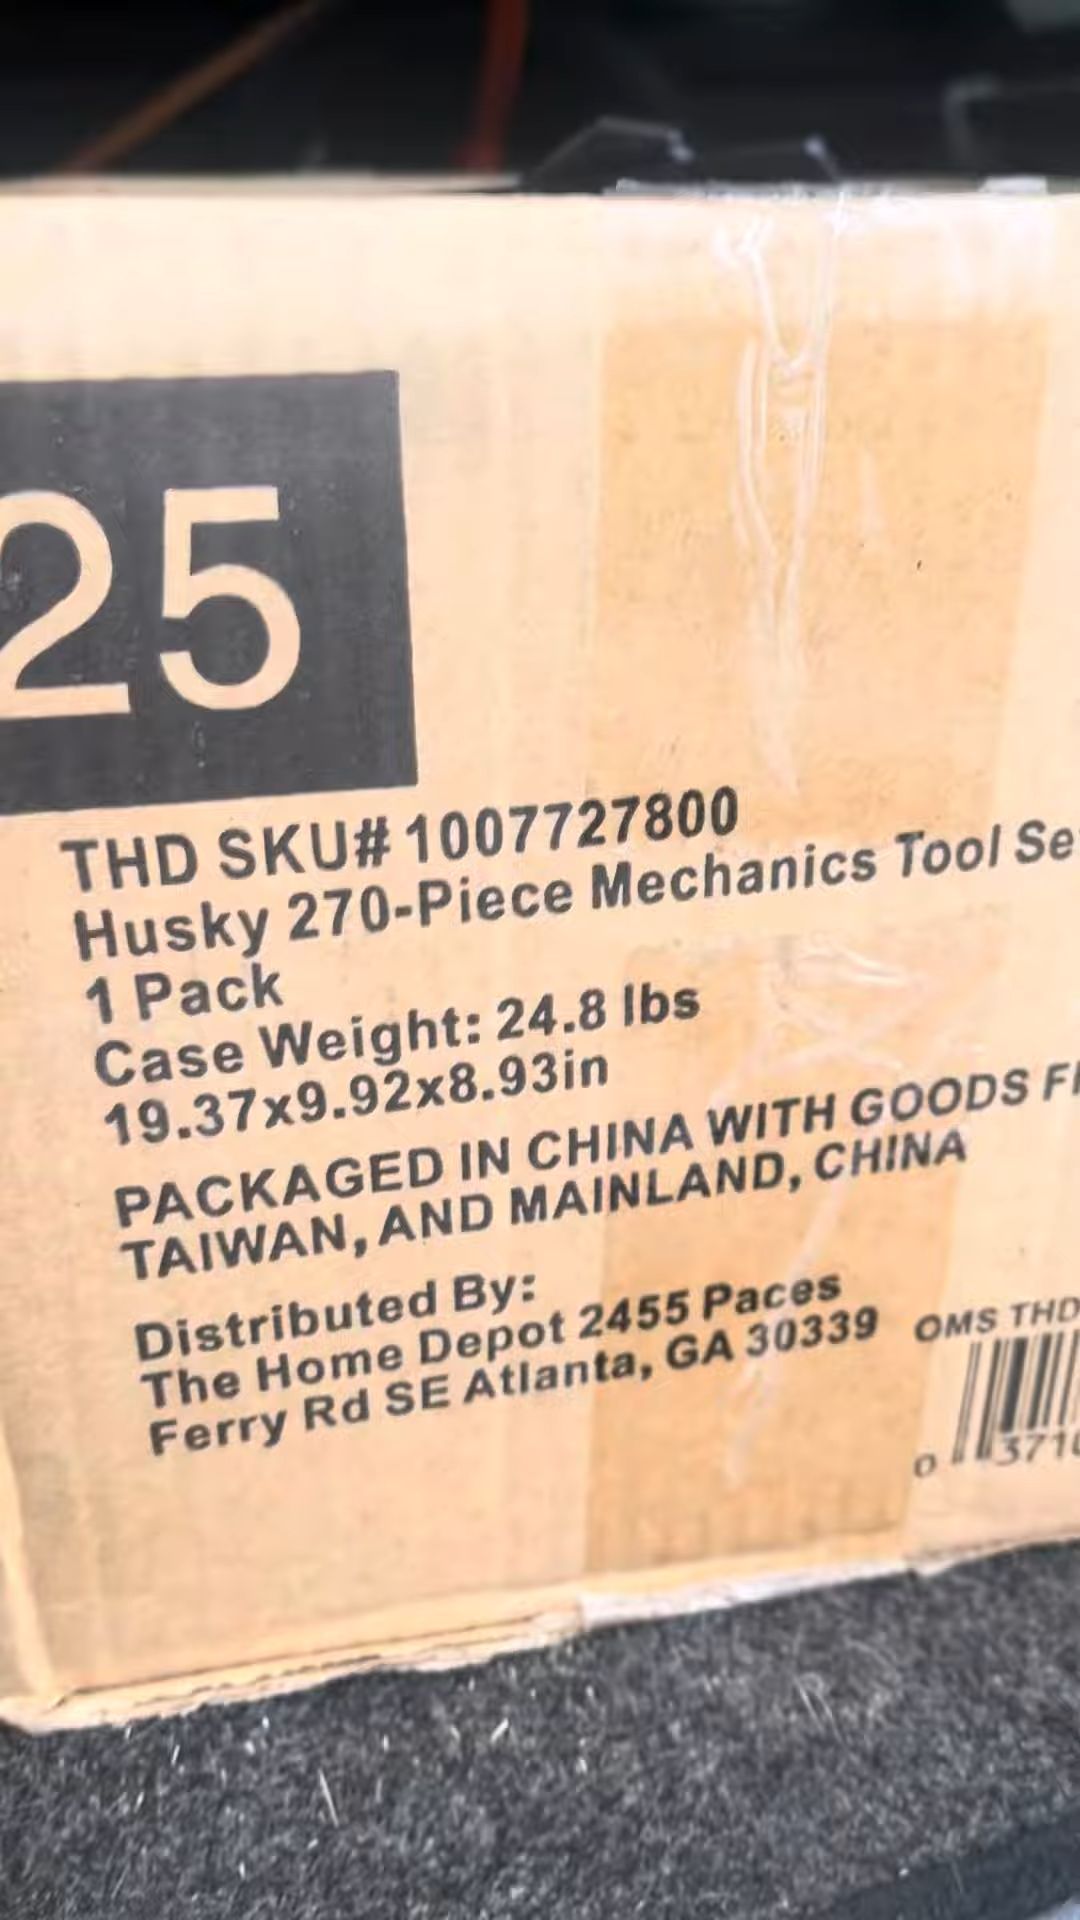 25
THD SKU# 1007727800
Husky 270-Piece Mechanics Tool Se
1 Pack
Case Weight: 24.8 lbs
19.37x9.92x8.93in
PACKAGED IN CHINA WITH GOODS F
TAIWAN, AND MAINLAND, CHINA
Distributed By:
The Home Depot 2455 Paces
Ferry Rd SE Atlanta, GA 30339
OMS THD
0 3710